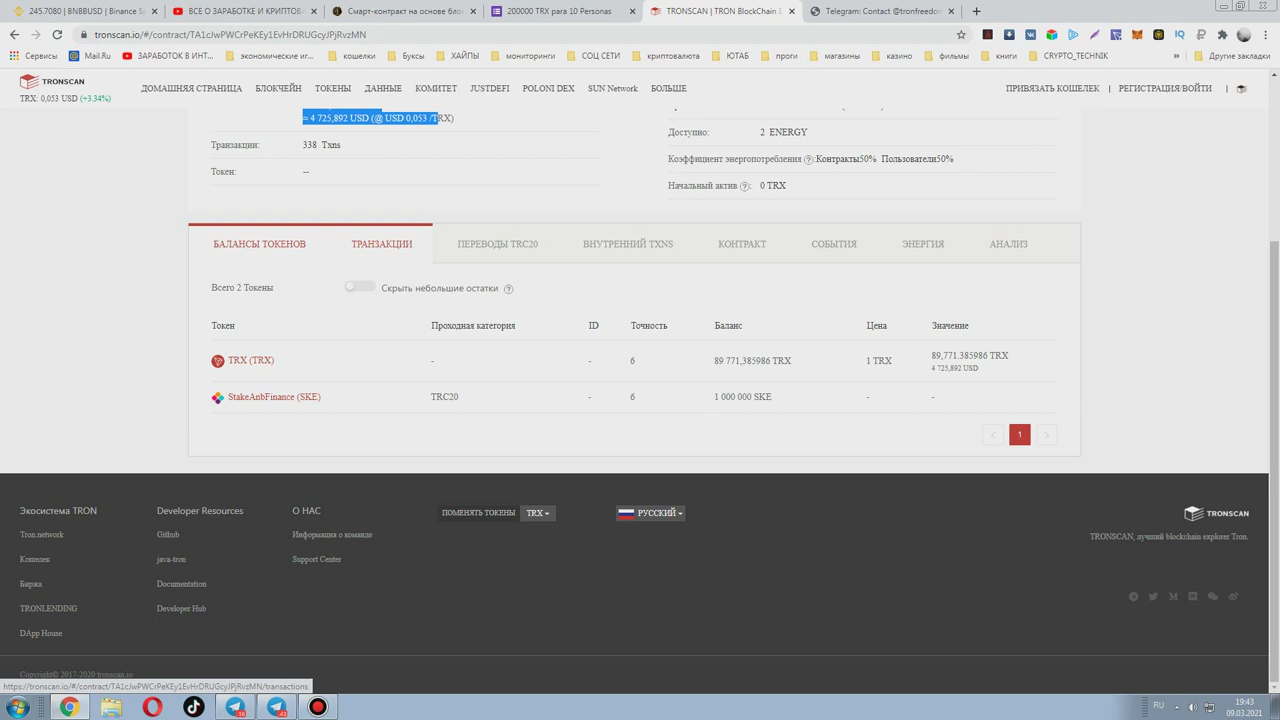 245.7080 | BNBBUSD | Binance Sp
ВСЕ О ЗАРАБОТКЕ И КРИПТОВ
Смарт-контракт на основе блок
200000 TRX para 10 Personas
TRONSCAN | TRON BlockChain E
Telegram: Contact @tronfreedom
tronscan.io/#/contract/TA1cJwPWCrPeKEy1EvHrDRUGcyJPjRvzMN
Сервисы
Mail.Ru
ЗАРАБОТОК В ИНТ...
экономические иг...
кошелки
Буксы
ХАЙПЫ
мониторинги
СОЦ СЕТИ
криптовалюта
ЮТАБ
проги
магазины
казино
фильмы
книги
CRYPTO_TECHNIK
»
Другие закладки
TRONSCAN
TRX: 0,053 USD (+3.34%)
ДОМАШНЯЯ СТРАНИЦА
БЛОКЧЕЙН
ТОКЕНЫ
ДАННЫЕ
КОМИТЕТ
JUSTDEFI
POLONI DEX
SUN Network
БОЛЬШЕ
ПРИВЯЗАТЬ КОШЕЛЕК
РЕГИСТРАЦИЯ/ВОЙТИ
≈ 4 725,892 USD (@ USD 0,053 /TRX)
Транзакции: 338 Txns
Токен: --
Доступно: 2 ENERGY
Коэффициент энергопотребления ?:Контракты50% Пользователи50%
Начальный актив ?: 0 TRX
БАЛАНСЫ ТОКЕНОВ
ТРАНЗАКЦИИ
ПЕРЕВОДЫ TRC20
ВНУТРЕННИЙ TXNS
КОНТРАКТ
СОБЫТИЯ
ЭНЕРГИЯ
АНАЛИЗ
Всего 2 Токены
Скрыть небольшие остатки ?
Токен Проходная категория ID Точность Баланс Цена Значение
TRX (TRX) - - 6 89 771,385986 TRX 1 TRX 89,771.385986 TRX
4 725,892 USD
StakeAnbFinance (SKE) TRC20 - 6 1 000 000 SKE - -
< 1 >
Экосистема TRON
Tron.network
Кошелек
Биржа
TRONLENDING
DApp House
Developer Resources
Github
java-tron
Documentation
Developer Hub
О НАС
Информация о команде
Support Center
ПОМЕНЯТЬ ТОКЕНЫ TRX
РУССКИЙ
TRONSCAN
TRONSCAN, лучший blockchain explorer Tron.
Copyright© 2017-2020 tronscan.io
https://tronscan.io/#/contract/TA1cJwPWCrPeKEy1EvHrDRUGcyJPjRvzMN/transactions
RU
19:43
09.03.2021